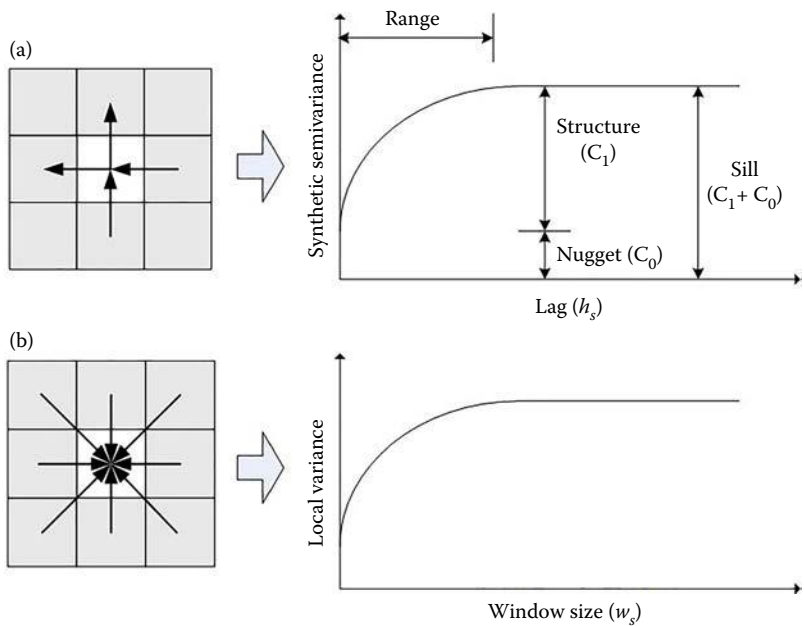 (a)
Range
Synthetic semivariance
Structure
(C₁)
Sill
(C₁+ C₀)
Nugget (C₀)
Lag (hₛ)
(b)
Local variance
Window size (wₛ)